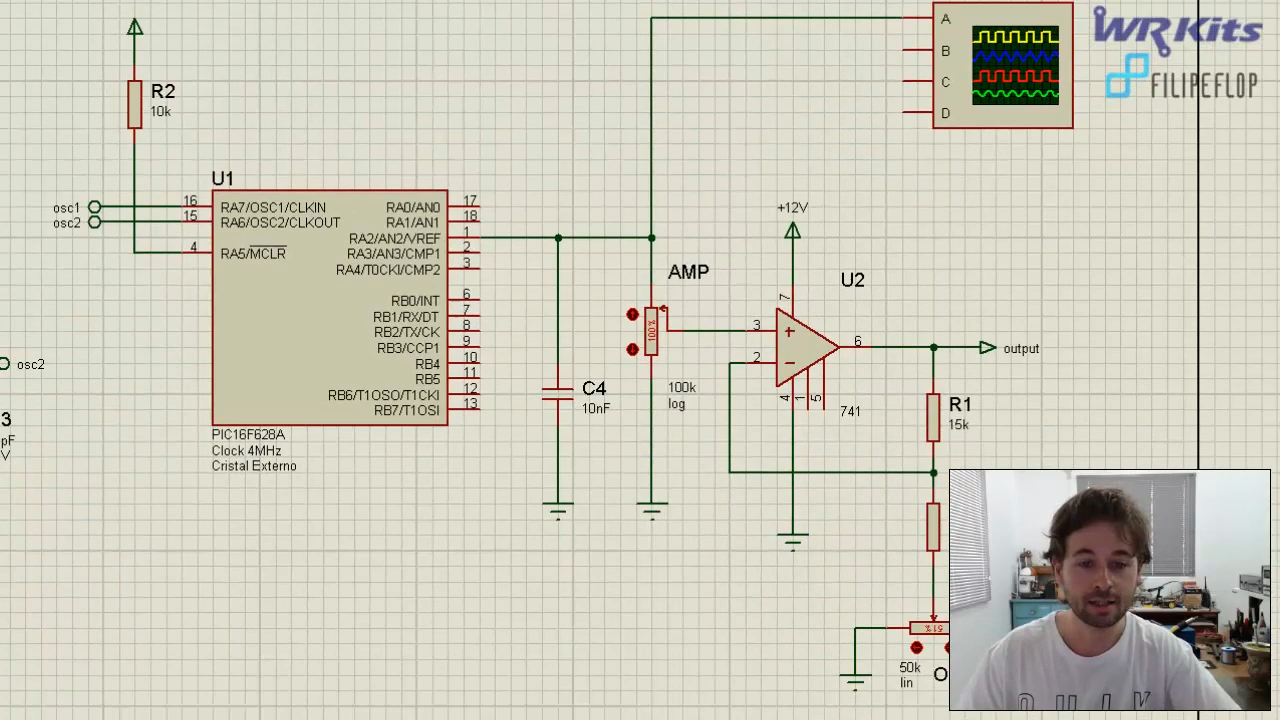 WRKits
FILIPEFLOP
A
B
C
D
R2
10k
U1
osc1
osc2
16
15
4
RA7/OSC1/CLKIN
RA6/OSC2/CLKOUT
RA5/MCLR
RA0/AN0
RA1/AN1
RA2/AN2/VREF
RA3/AN3/CMP1
RA4/T0CKI/CMP2
RB0/INT
RB1/RX/DT
RB2/TX/CK
RB3/CCP1
RB4
RB5
RB6/T1OSO/T1CKI
RB7/T1OSI
17
18
1
2
3
6
7
8
9
10
11
12
13
PIC16F628A
Clock 4MHz
Cristal Externo
osc2
3
pF
V
C4
10nF
AMP
100%
100k
log
+12V
U2
7
3
2
6
4
1
5
741
output
R1
15k
51%
50k
lin
O